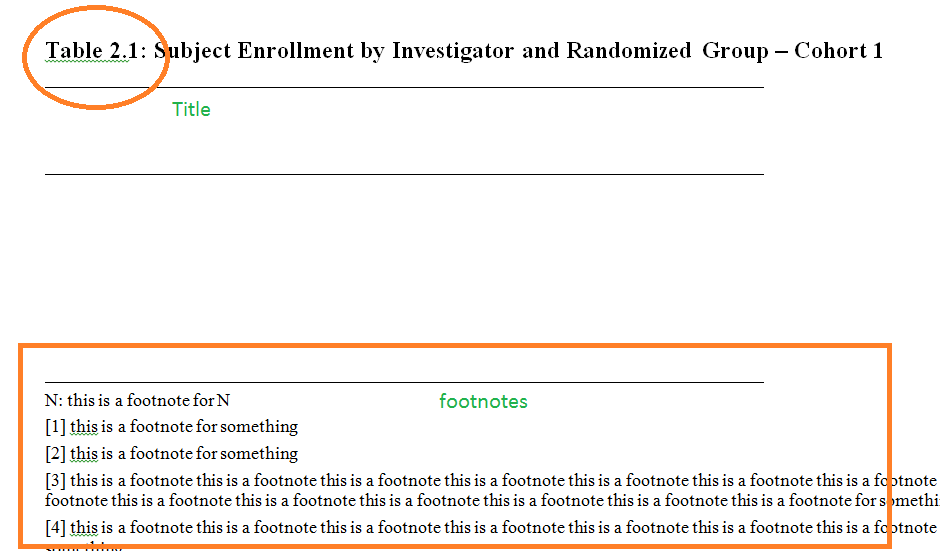 Table 2.1: Subject Enrollment by Investigator and Randomized Group – Cohort 1
Title
N: this is a footnote for N
footnotes
[1] this is a footnote for something
[2] this is a footnote for something
[3] this is a footnote this is a footnote this is a footnote this is a footnote this is a footnote this is a footnote this is a footnote
footnote this is a footnote this is a footnote this is a footnote this is a footnote this is a footnote this is a footnote for somethi
[4] this is a footnote this is a footnote this is a footnote this is a footnote this is a footnote this is a footnote this is a footnote
something